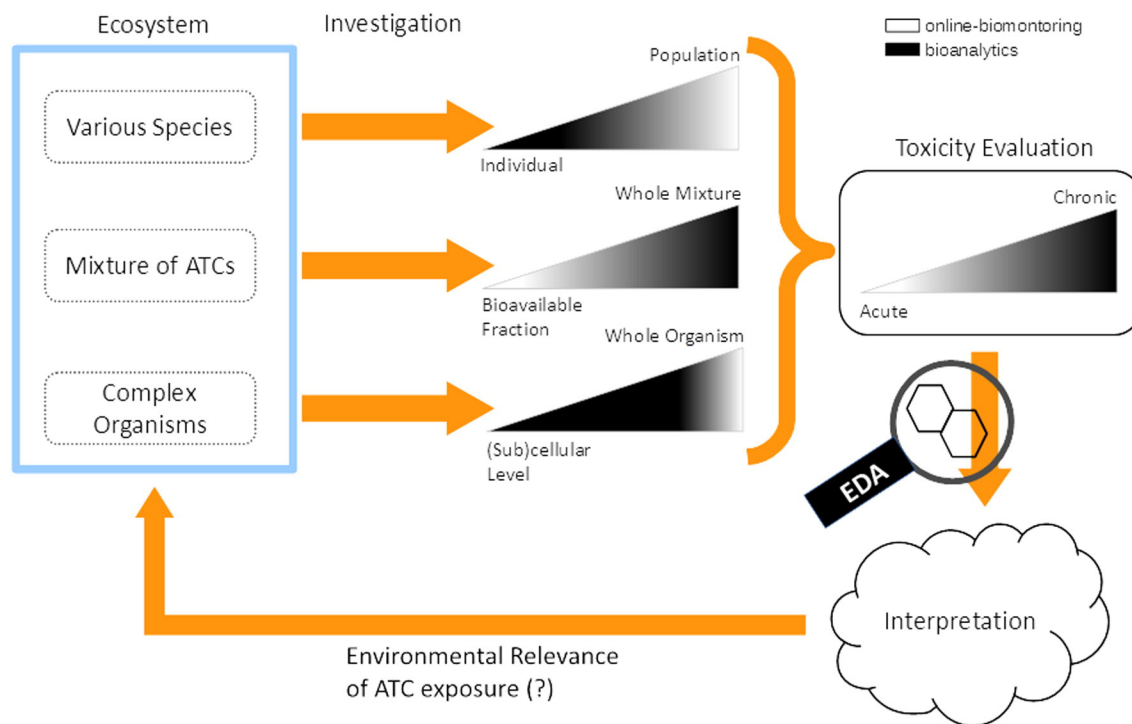 Ecosystem
Investigation
online-biomontoring
bioanalytics
Various Species
Population
Individual
Mixture of ATCs
Whole Mixture
Bioavailable
Fraction
Complex
Organisms
Whole Organism
(Sub)cellular
Level
Toxicity Evaluation
Chronic
Acute
EDA
Interpretation
Environmental Relevance
of ATC exposure (?)